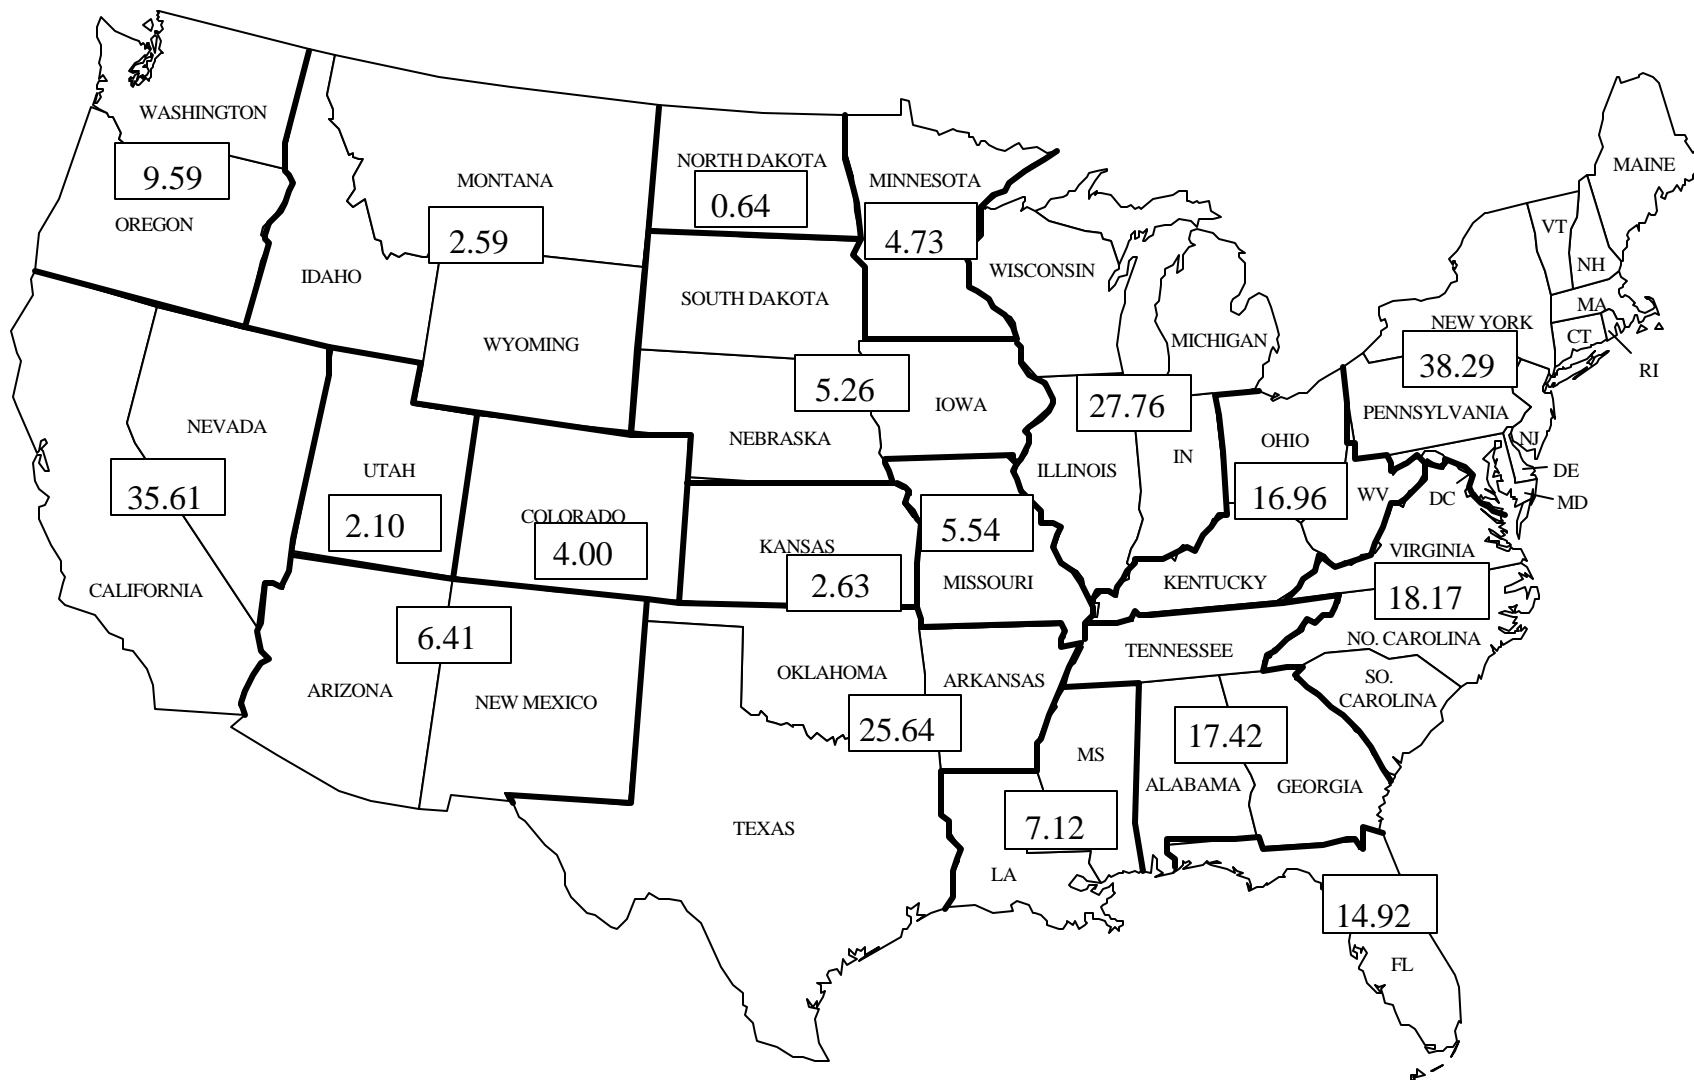 WASHINGTON
9.59
OREGON
IDAHO
MONTANA
2.59
WYOMING
NORTH DAKOTA
0.64
SOUTH DAKOTA
MINNESOTA
4.73
WISCONSIN
MICHIGAN
5.26
NEBRASKA
IOWA
27.76
ILLINOIS
IN
OHIO
16.96
WV
KENTUCKY
MAINE
VT
NH
MA
NEW YORK
CT
RI
38.29
PENNSYLVANIA
NJ
DE
MD
DC
VIRGINIA
18.17
NO. CAROLINA
SO.
CAROLINA
NEVADA
35.61
CALIFORNIA
UTAH
2.10
COLORADO
4.00
KANSAS
2.63
5.54
MISSOURI
6.41
ARIZONA
NEW MEXICO
OKLAHOMA
ARKANSAS
25.64
TEXAS
TENNESSEE
MS
7.12
LA
17.42
ALABAMA
GEORGIA
14.92
FL